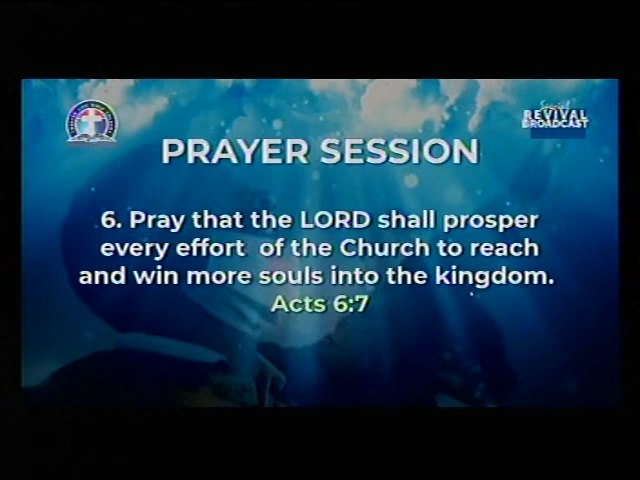 Special
REVIVAL
BROADCAST
PRAYER SESSION
6. Pray that the LORD shall prosper
every effort of the Church to reach
and win more souls into the kingdom.
Acts 6:7